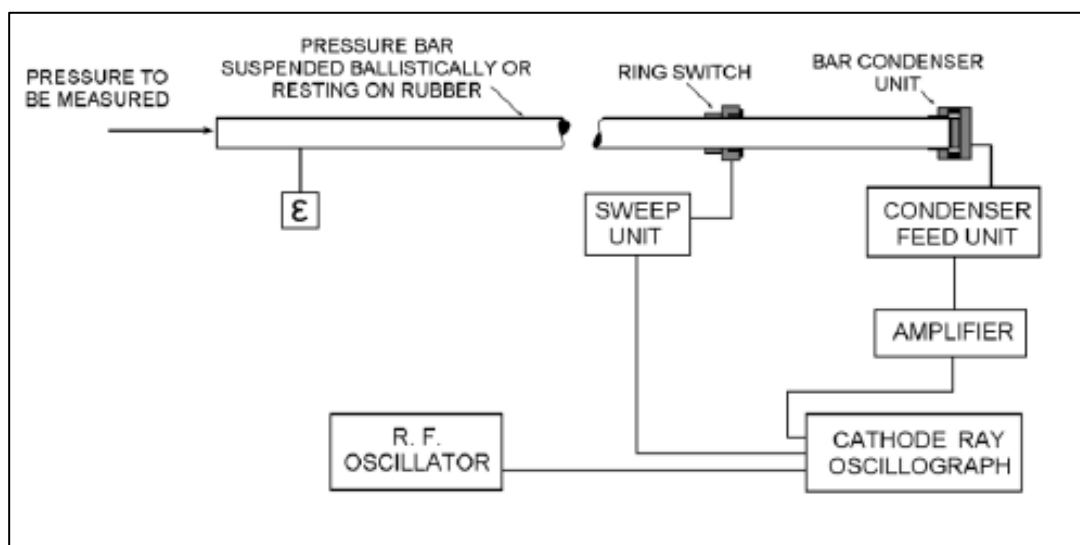 PRESSURE BAR
SUSPENDED BALLISTICALLY OR
RESTING ON RUBBER
PRESSURE TO
BE MEASURED
RING SWITCH
BAR CONDENSER
UNIT
ε
SWEEP
UNIT
CONDENSER
FEED UNIT
AMPLIFIER
R. F.
OSCILLATOR
CATHODE RAY
OSCILLOGRAPH